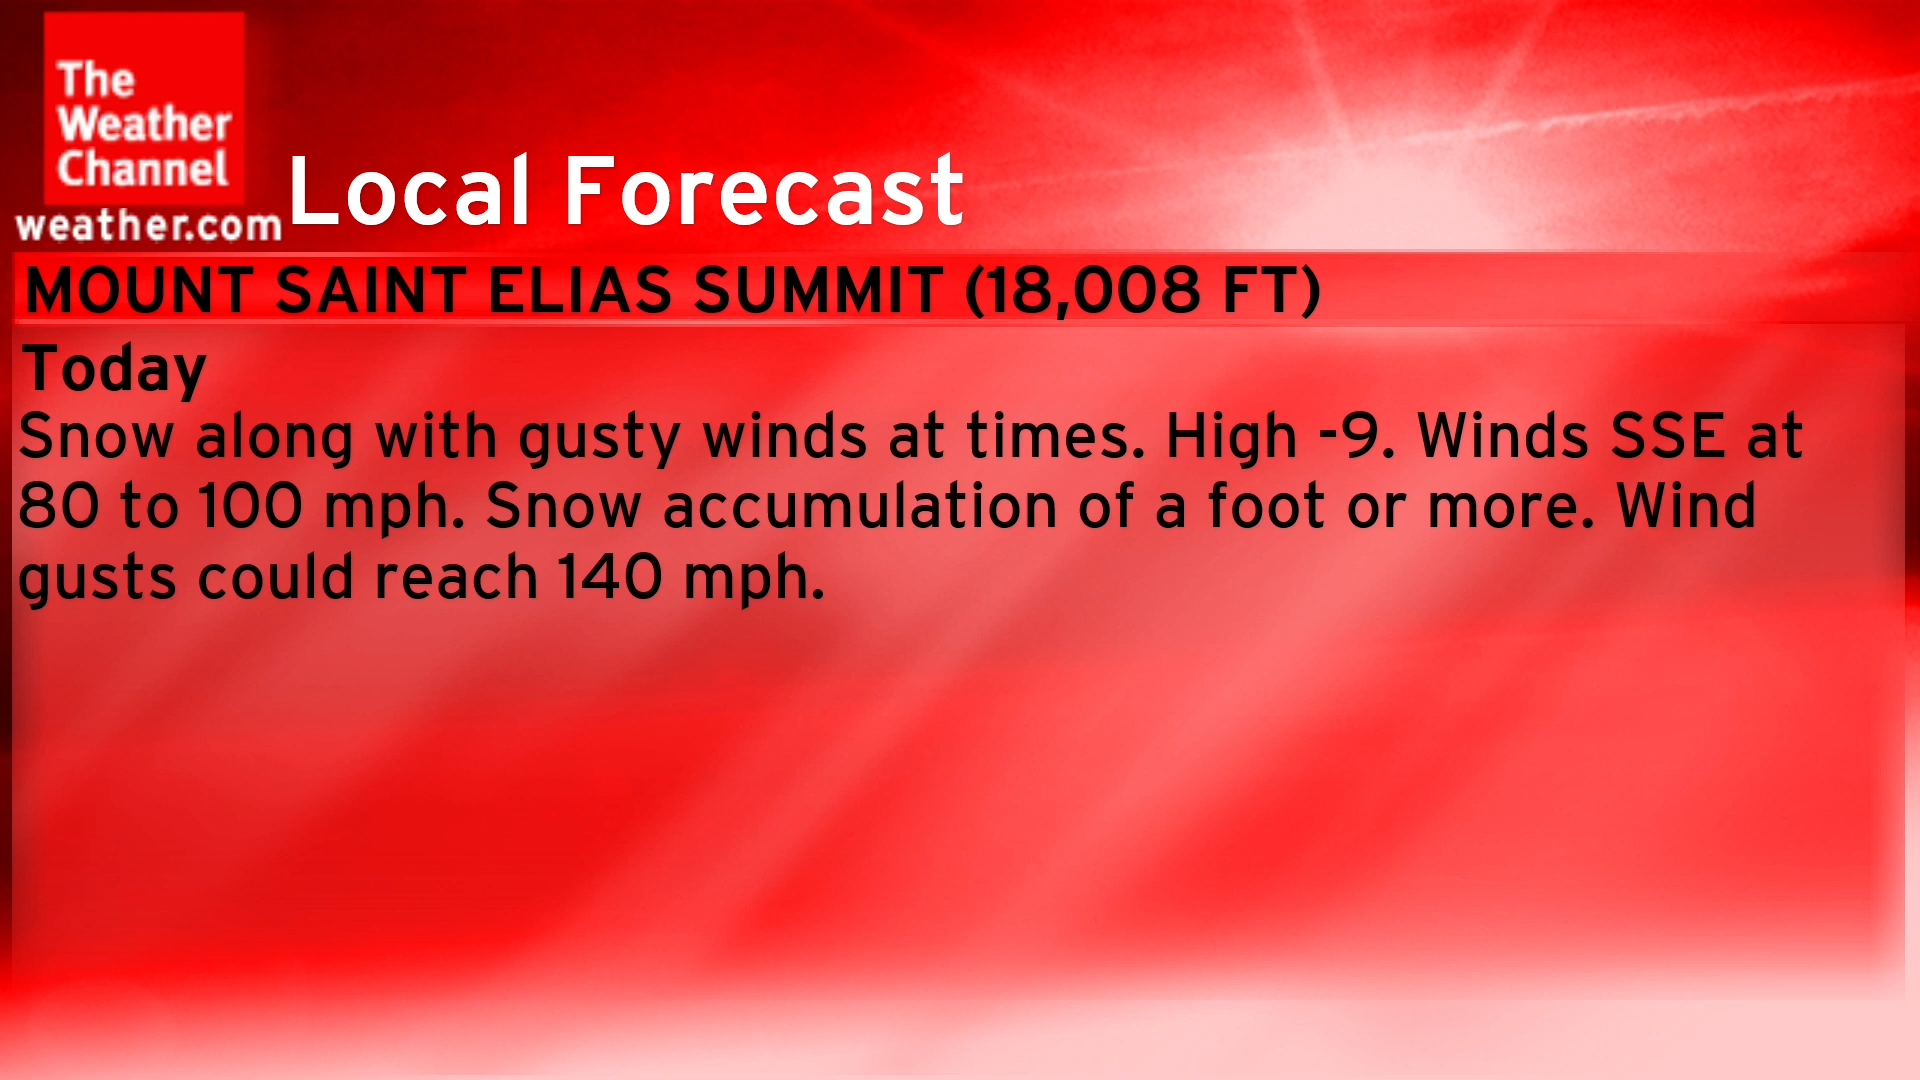 The
Weather
Channel
weather.com
Local Forecast
MOUNT SAINT ELIAS SUMMIT (18,008 FT)
Today
Snow along with gusty winds at times. High -9. Winds SSE at
80 to 100 mph. Snow accumulation of a foot or more. Wind
gusts could reach 140 mph.